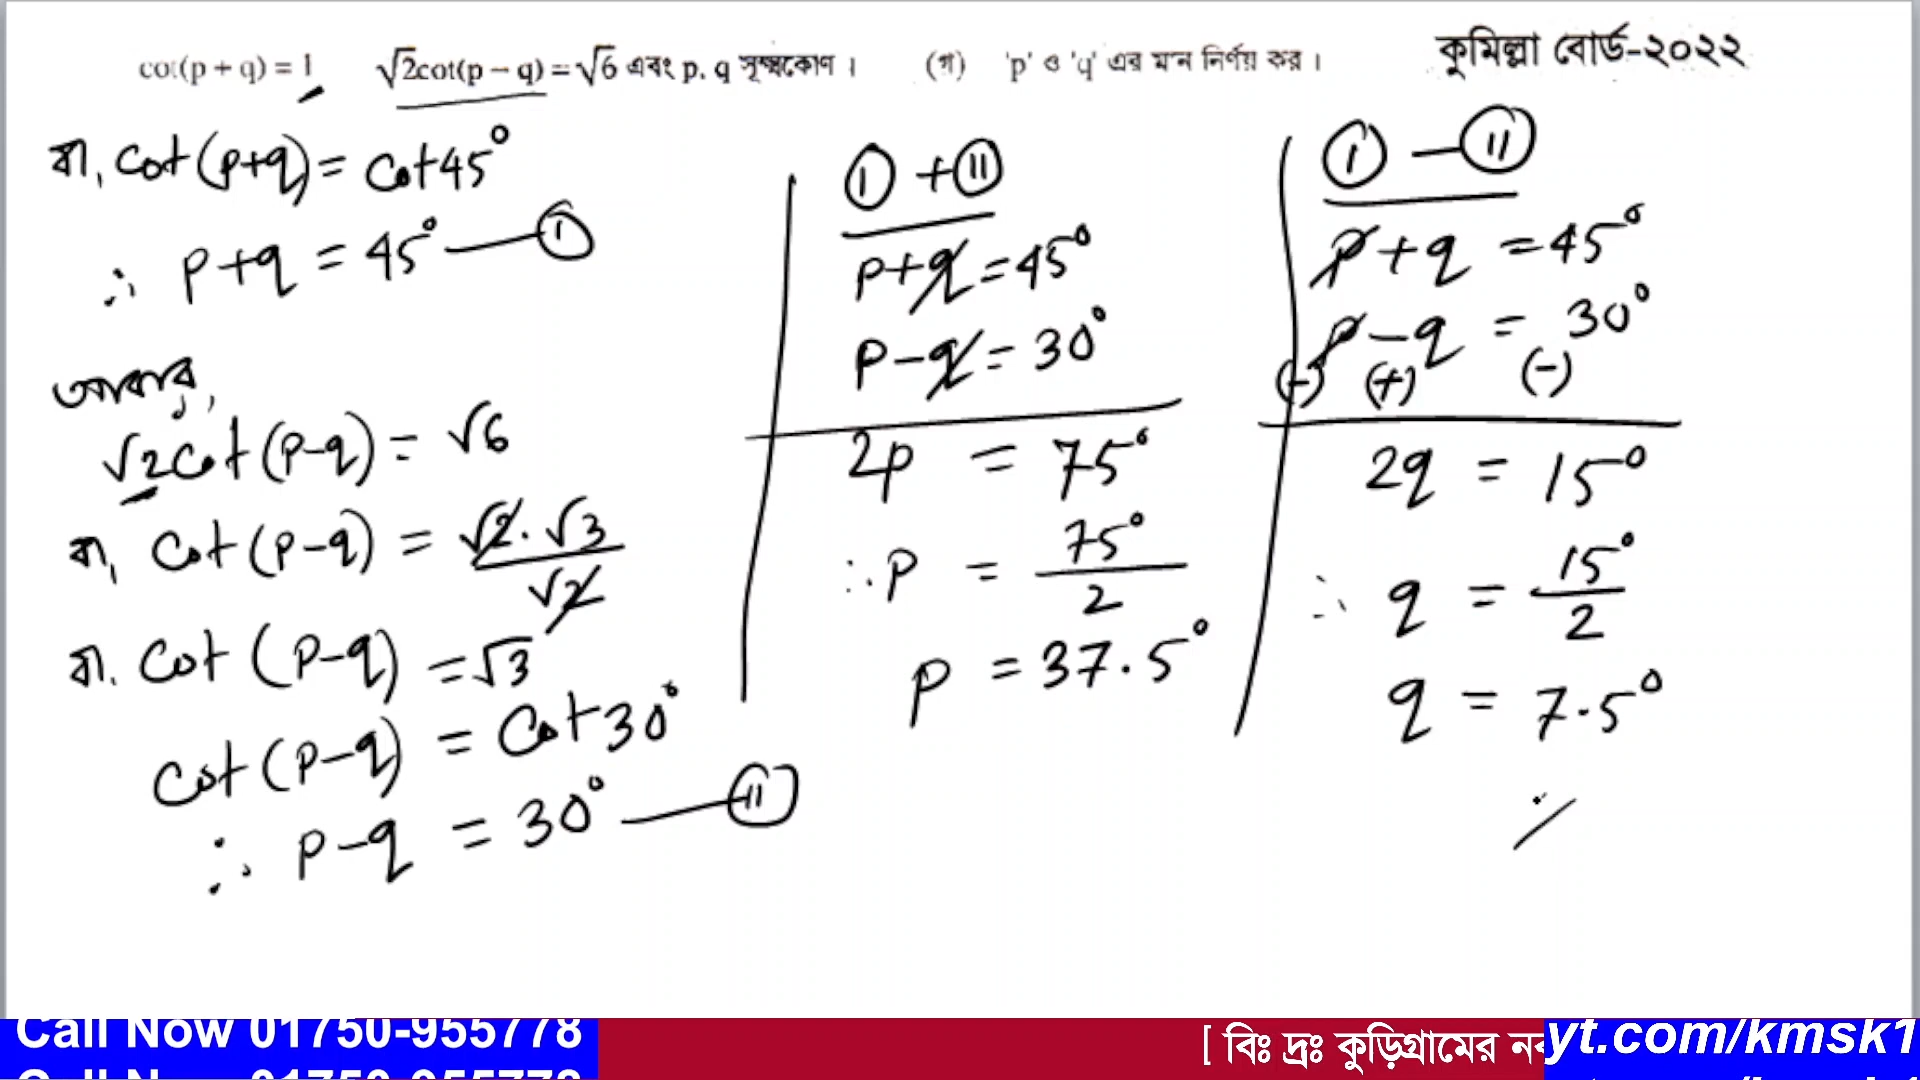 cot(p + q) = 1 √2cot(p − q) = √6 এবং p, q সূক্ষ্মকোণ । (গ) 'p' ও 'q' এর মান নির্ণয় কর । কুমিল্লা বোর্ড-২০২২
বা, cot(p+q) = cot45°
∴ p+q = 45° — (i)
আবার,
√2cot(p-q) = √6
বা, cot(p-q) = √2.√3/√2
বা. cot(p-q) = √3
cot(p-q) = cot30°
∴ p-q = 30° — (ii)
(i) + (ii)
p+q = 45°
p-q = 30°
2p = 75°
∴ p = 75°/2
p = 37.5°
(i) - (ii)
p+q = 45°
p-q = 30°
(-) (+) (-)
2q = 15°
∴ q = 15°/2
q = 7.5°
Call Now 01750-955778
[ বিঃ দ্রঃ কুড়িগ্রামের
yt.com/kmsk1